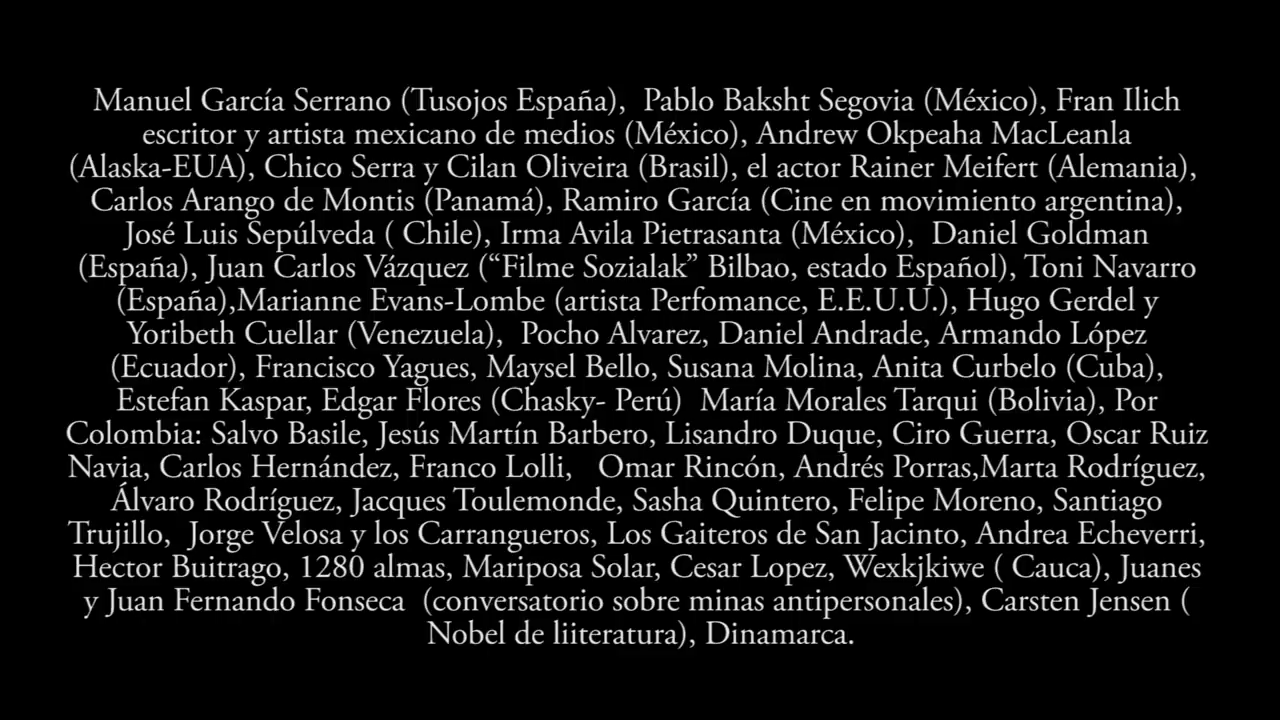 Manuel García Serrano (Tusojos España),  Pablo Baksht Segovia (México), Fran Ilich
escritor y artista mexicano de medios (México), Andrew Okpeaha MacLeanla
(Alaska-EUA), Chico Serra y Cilan Oliveira (Brasil), el actor Rainer Meifert (Alemania),
Carlos Arango de Montis (Panamá), Ramiro García (Cine en movimiento argentina),
José Luis Sepúlveda ( Chile), Irma Avila Pietrasanta (México),  Daniel Goldman
(España), Juan Carlos Vázquez (“Filme Sozialak” Bilbao, estado Español), Toni Navarro
(España),Marianne Evans-Lombe (artista Perfomance, E.E.U.U.), Hugo Gerdel y
Yoribeth Cuellar (Venezuela),  Pocho Alvarez, Daniel Andrade, Armando López
(Ecuador), Francisco Yagues, Maysel Bello, Susana Molina, Anita Curbelo (Cuba),
Estefan Kaspar, Edgar Flores (Chasky- Perú)  María Morales Tarqui (Bolivia), Por
Colombia: Salvo Basile, Jesús Martín Barbero, Lisandro Duque, Ciro Guerra, Oscar Ruiz
Navia, Carlos Hernández, Franco Lolli,   Omar Rincón, Andrés Porras,Marta Rodríguez,
Álvaro Rodríguez, Jacques Toulemonde, Sasha Quintero, Felipe Moreno, Santiago
Trujillo,  Jorge Velosa y los Carrangueros, Los Gaiteros de San Jacinto, Andrea Echeverri,
Hector Buitrago, 1280 almas, Mariposa Solar, Cesar Lopez, Wexkjkiwe ( Cauca), Juanes
y Juan Fernando Fonseca  (conversatorio sobre minas antipersonales), Carsten Jensen (
Nobel de liiteratura), Dinamarca.